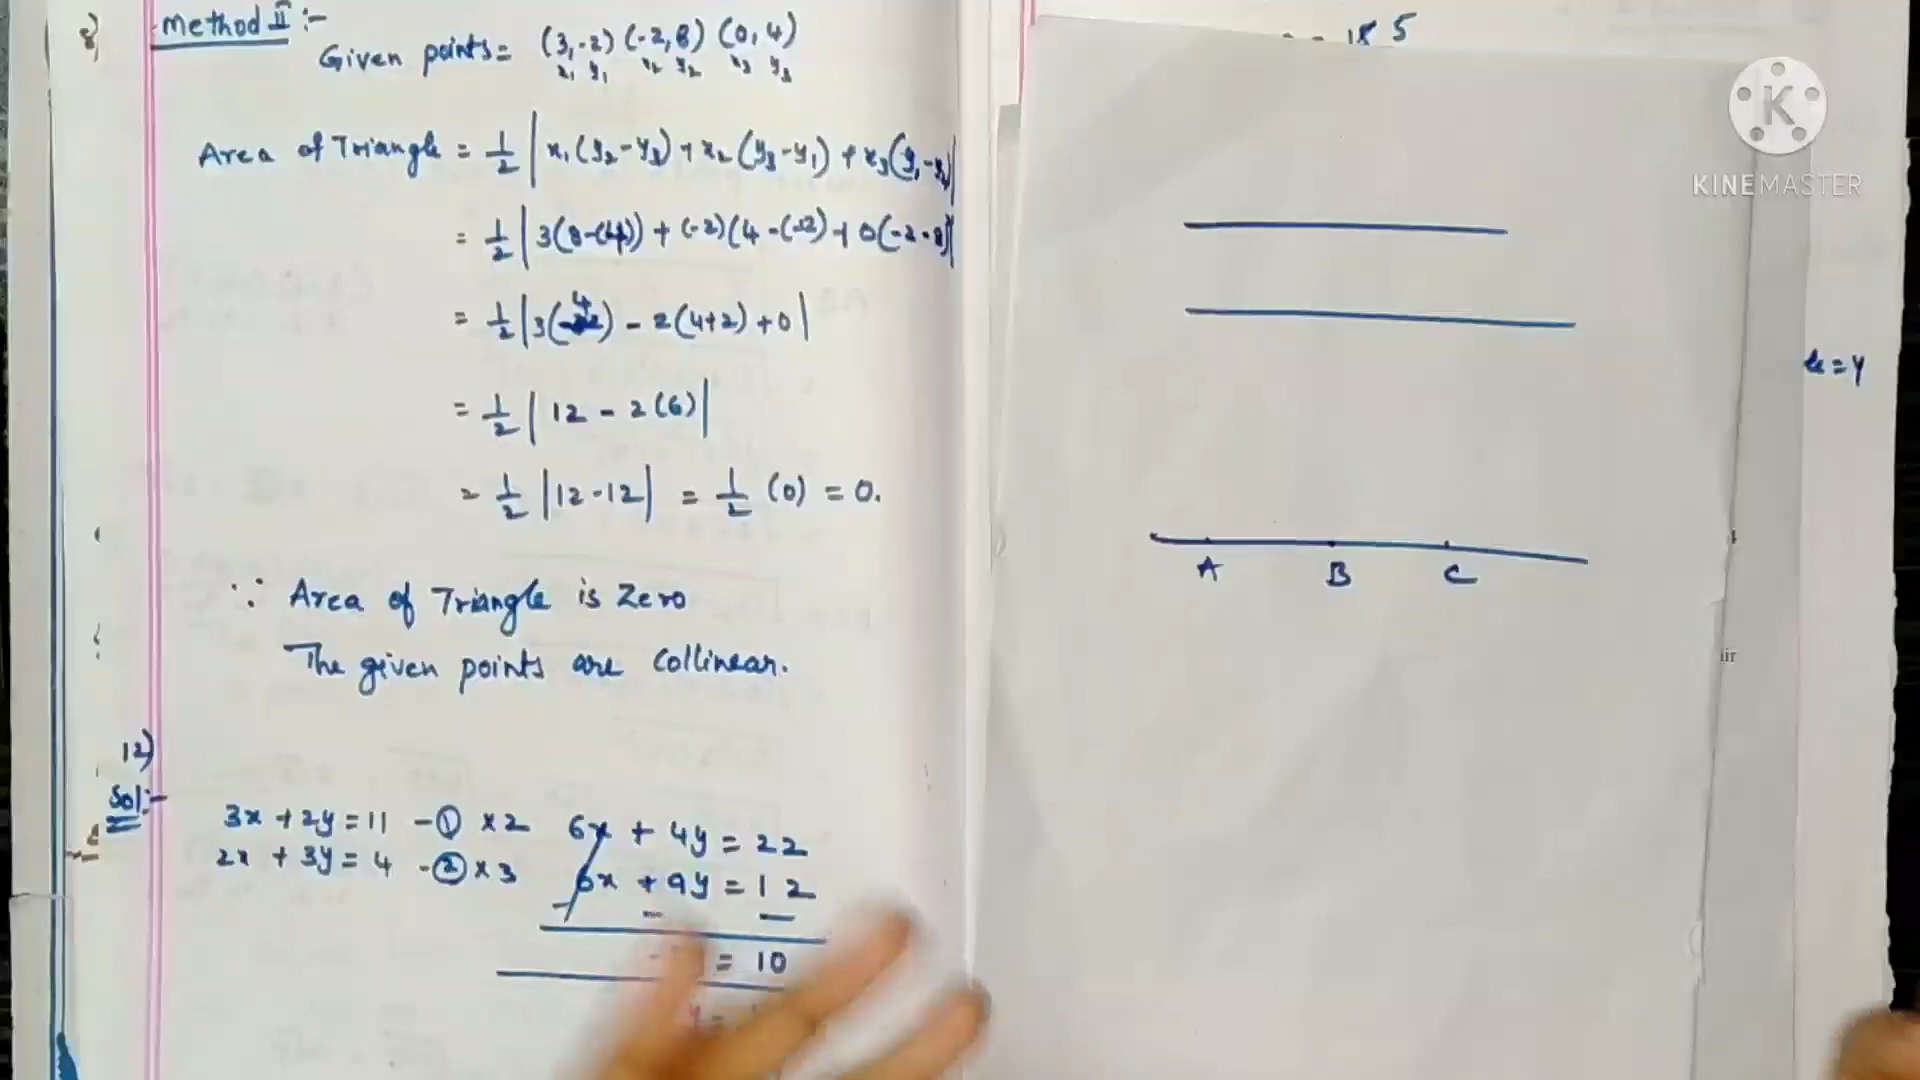 8)
Method II :-
Given points = (3,-2) (-2,8) (0,4)
x₁ y₁ x₂ y₂ x₃ y₃
Area of Triangle = 1/2 | x₁(y₂-y₃) + x₂(y₃-y₁) + x₃(y₁-y₂) |
= 1/2 | 3(8-(4)) + (-2)(4-(-2)) + 0(-2-8) |
= 1/2 | 3(4) - 2(4+2) + 0 |
= 1/2 | 12 - 2(6) |
= 1/2 | 12-12 | = 1/2 (0) = 0.
∵ Area of Triangle is Zero
The given points are Collinear.
12)
Sol:-
3x + 2y = 11 - ① × 2 6x + 4y = 22
2x + 3y = 4 - ② × 3 6x + 9y = 12
- - -
= 10
K
KINEMASTER
A B C